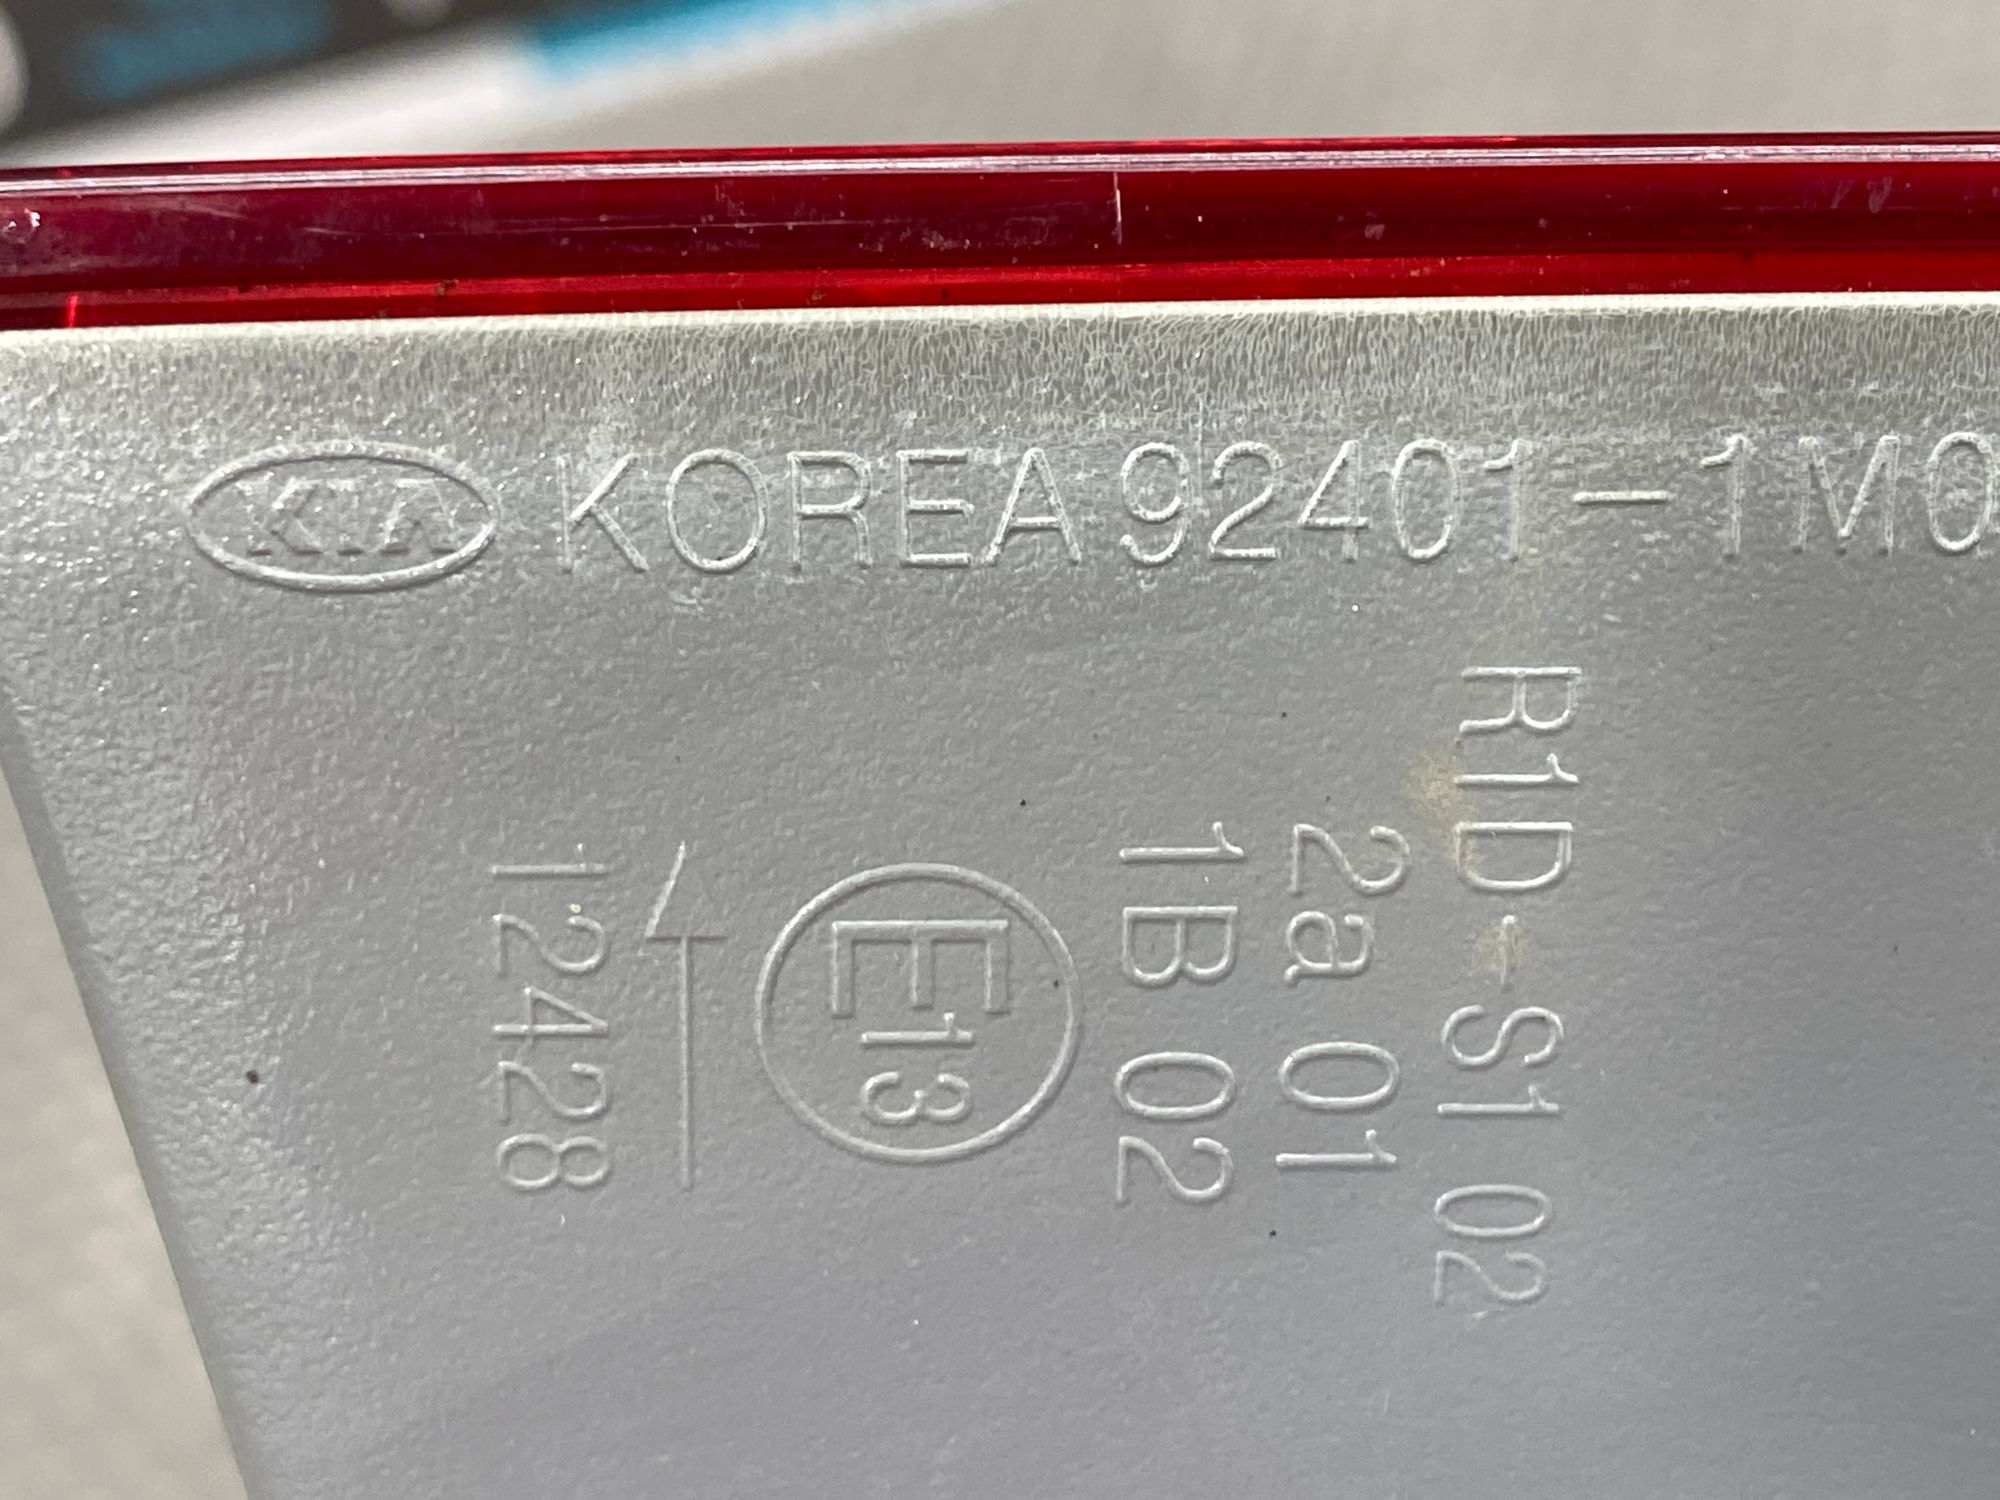 KIA KOREA 92401-1M0
R1D-S1 02
2a 01
1B 02
E13
12428